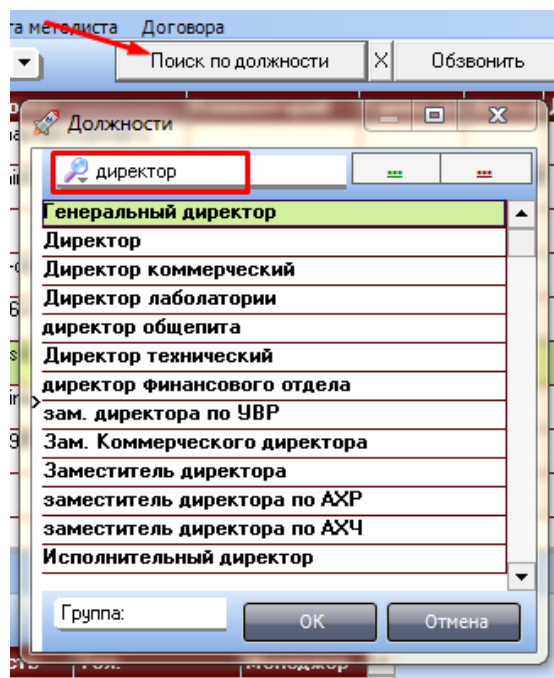 та методиста Договора
Поиск по должности X Обзвонить
Должности
директор ... ...
Генеральный директор
Директор
Директор коммерческий
Директор лаболатории
директор общепита
Директор технический
директор финансового отдела
зам. директора по УВР
Зам. Коммерческого директора
Заместитель директора
заместитель директора по АХР
заместитель директора по АХЧ
Исполнительный директор
Группа: ОК Отмена
Менеджер